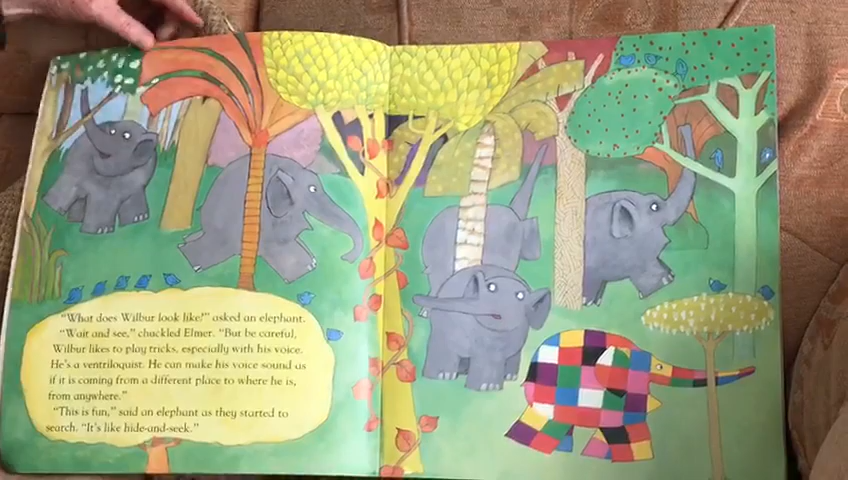 "What does Wilbur look like?" asked an elephant.
"Wait and see," chuckled Elmer. "But be careful,
Wilbur likes to play tricks, especially with his voice.
He's a ventriloquist. He can make his voice sound as
if it is coming from a different place to where he is,
from anywhere."
"This is fun," said an elephant as they started to
search. "It's like hide-and-seek."